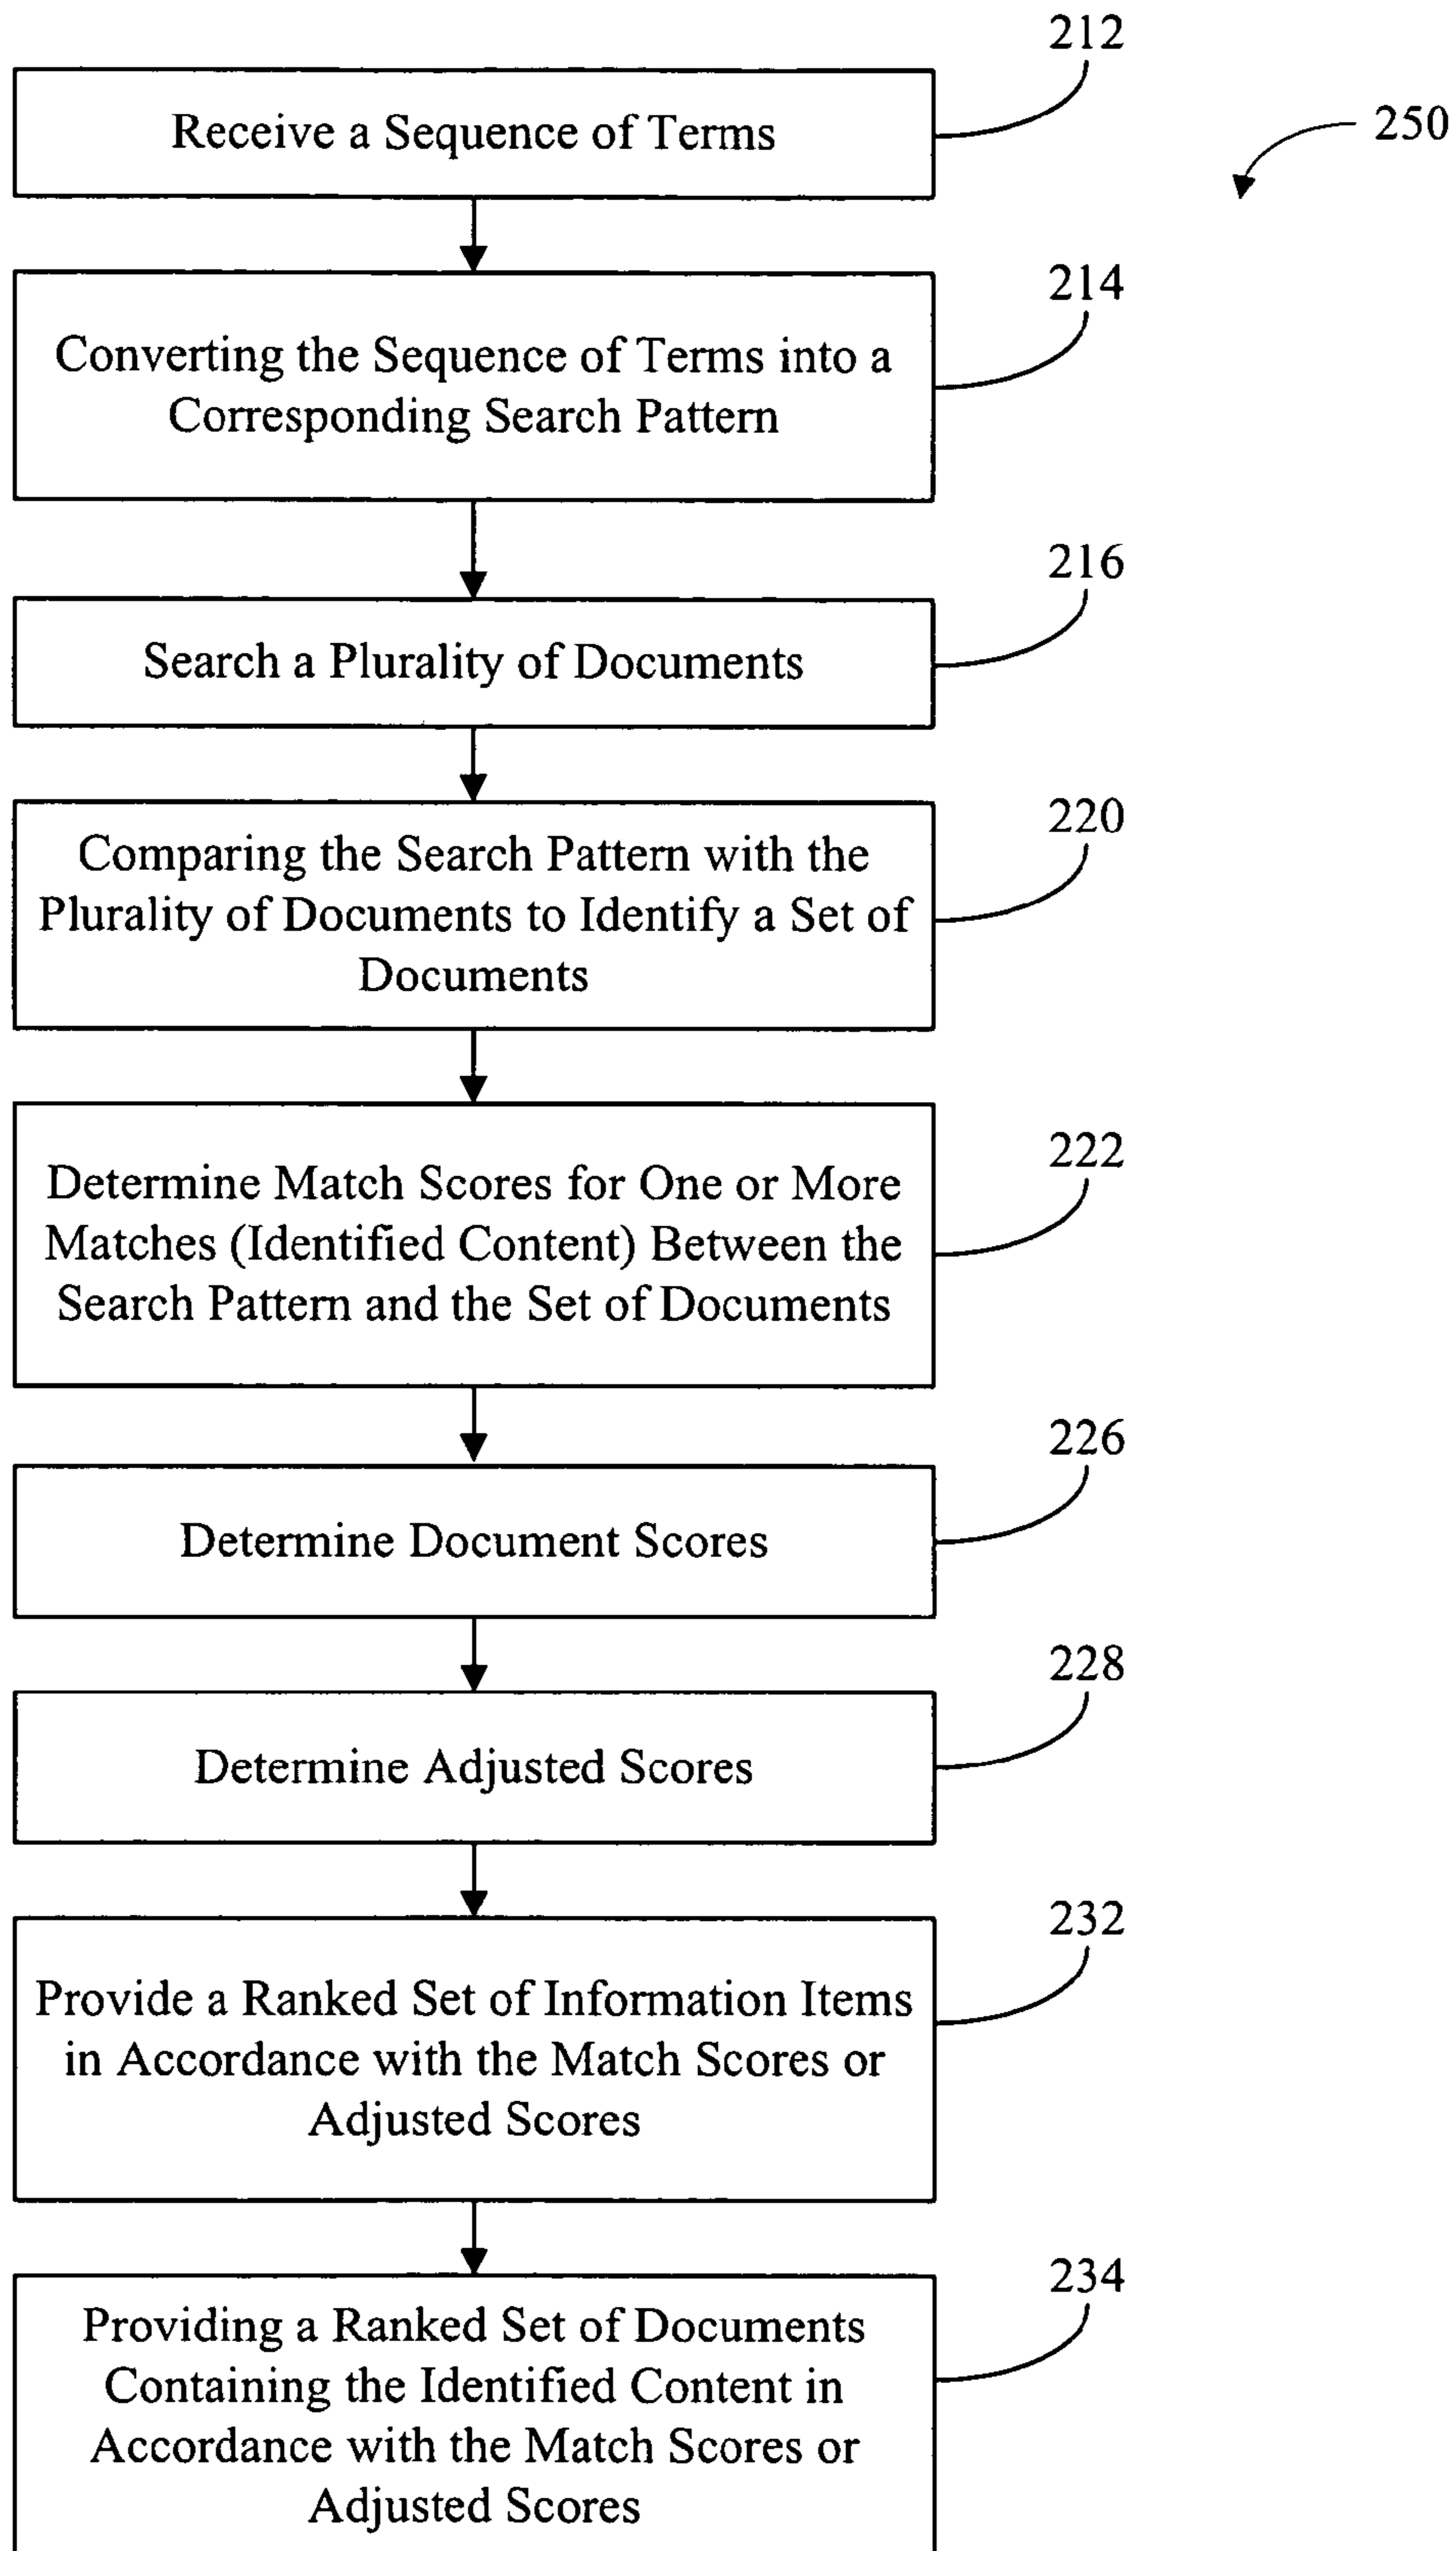 212
Receive a Sequence of Terms
250
214
Converting the Sequence of Terms into a
Corresponding Search Pattern
216
Search a Plurality of Documents
220
Comparing the Search Pattern with the
Plurality of Documents to Identify a Set of
Documents
222
Determine Match Scores for One or More
Matches (Identified Content) Between the
Search Pattern and the Set of Documents
226
Determine Document Scores
228
Determine Adjusted Scores
232
Provide a Ranked Set of Information Items
in Accordance with the Match Scores or
Adjusted Scores
234
Providing a Ranked Set of Documents
Containing the Identified Content in
Accordance with the Match Scores or
Adjusted Scores